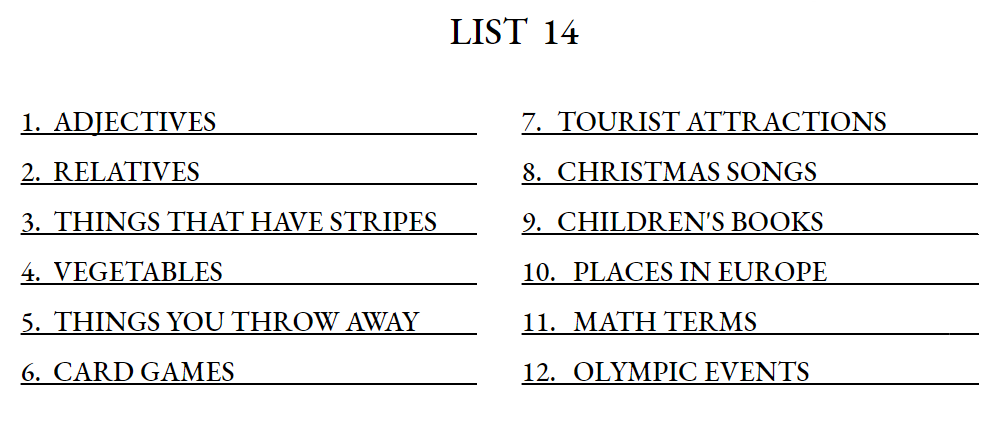 LIST 14
1. ADJECTIVES
2. RELATIVES
3. THINGS THAT HAVE STRIPES
4. VEGETABLES
5. THINGS YOU THROW AWAY
6. CARD GAMES
7. TOURIST ATTRACTIONS
8. CHRISTMAS SONGS
9. CHILDREN'S BOOKS
10. PLACES IN EUROPE
11. MATH TERMS
12. OLYMPIC EVENTS